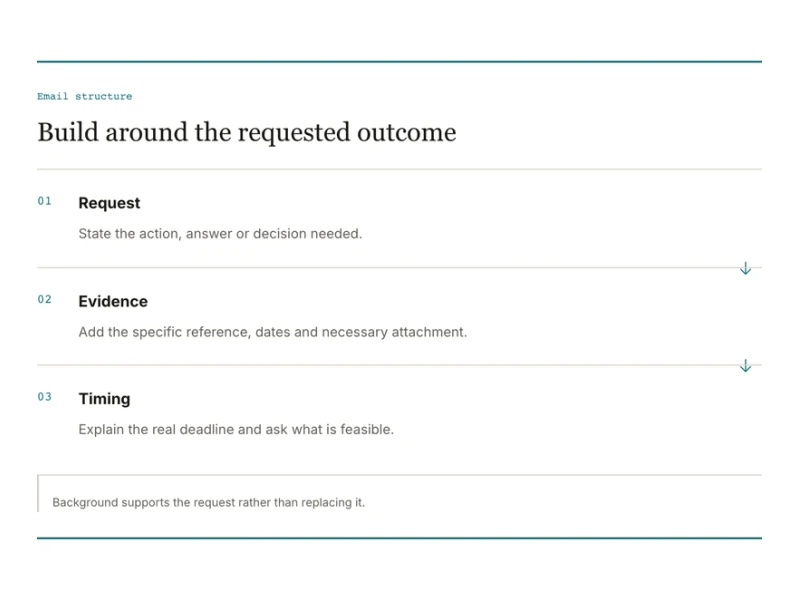 Email structure
Build around the requested outcome
01
Request
State the action, answer or decision needed.
02
Evidence
Add the specific reference, dates and necessary attachment.
03
Timing
Explain the real deadline and ask what is feasible.
Background supports the request rather than replacing it.